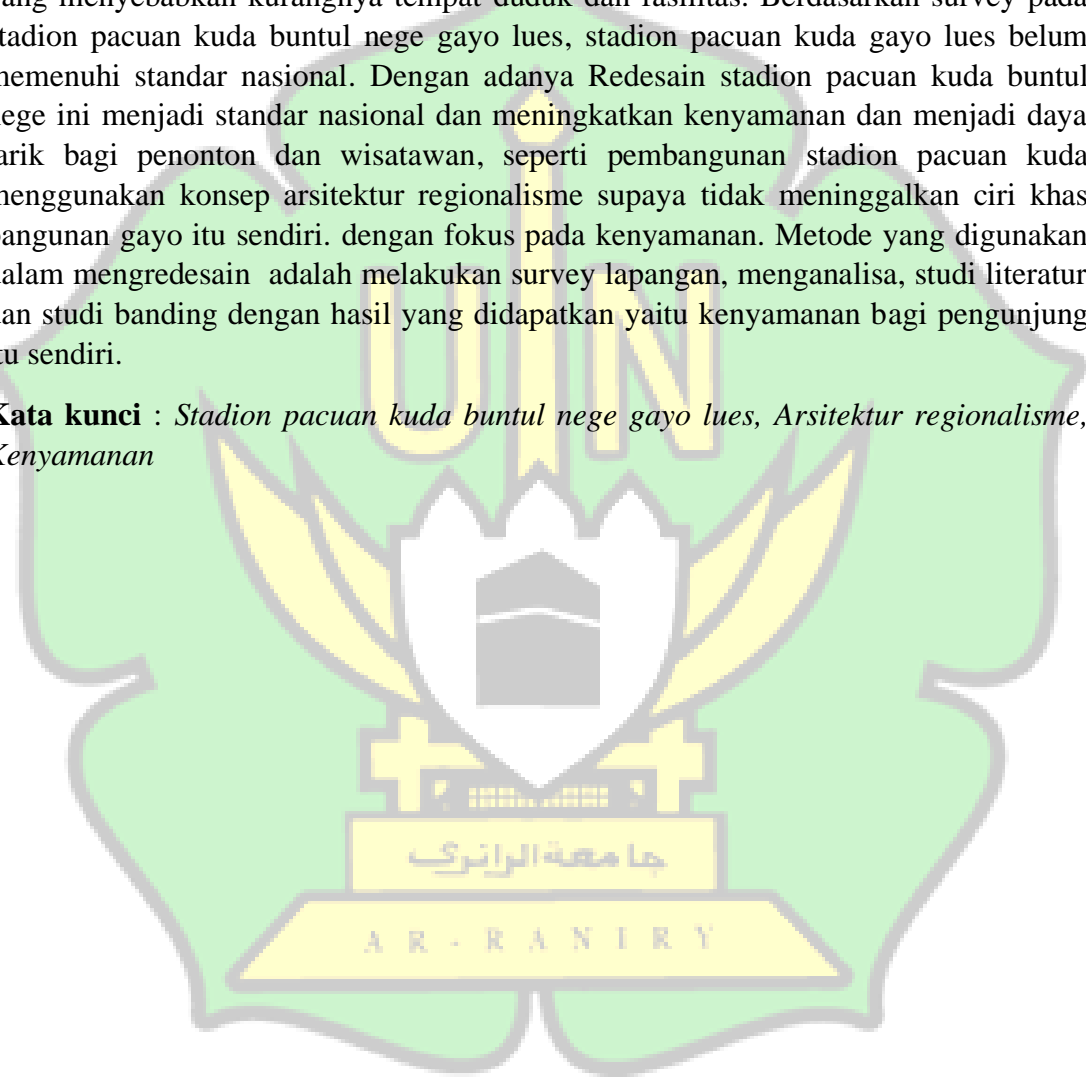 yang menyebabkan kurangnya tempat duduk dan fasilitas. Berdasarkan survey pada
stadion pacuan kuda buntul nege gayo lues, stadion pacuan kuda gayo lues belum
memenuhi standar nasional. Dengan adanya Redesain stadion pacuan kuda buntul
nege ini menjadi standar nasional dan meningkatkan kenyamanan dan menjadi daya
tarik bagi penonton dan wisatawan, seperti pembangunan stadion pacuan kuda
menggunakan konsep arsitektur regionalisme supaya tidak meninggalkan ciri khas
bangunan gayo itu sendiri. dengan fokus pada kenyamanan. Metode yang digunakan
dalam mengredesain adalah melakukan survey lapangan, menganalisa, studi literatur
dan studi banding dengan hasil yang didapatkan yaitu kenyamanan bagi pengunjung
itu sendiri.
Kata kunci : Stadion pacuan kuda buntul nege gayo lues, Arsitektur regionalisme,
Kenyamanan
UIN
جامعة الرانري
AR-RANIRY